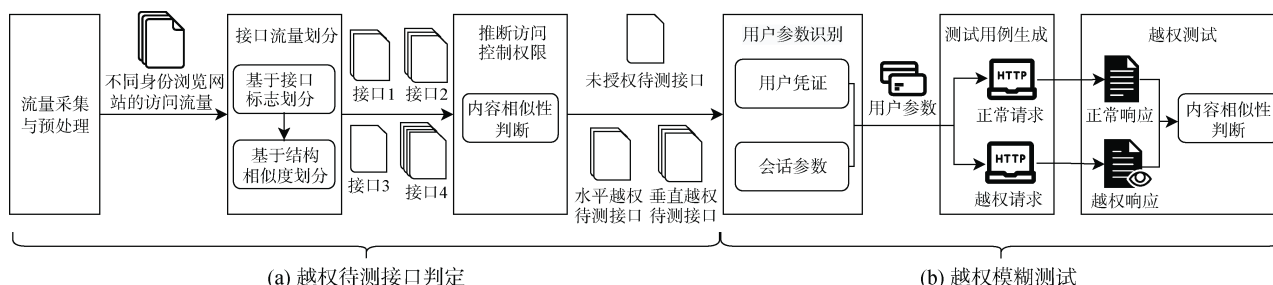 流量采集
与预处理
不同身份浏览网
站的访问流量
接口流量划分
基于接口
标志划分
基于结构
相似度划分
接口1
接口2
接口3
接口4
推断访问
控制权限
内容相似性
判断
未授权待测接口
水平越权
待测接口
垂直越权
待测接口
用户参数识别
用户凭证
会话参数
用户参数
测试用例生成
HTTP
正常请求
HTTP
越权请求
越权测试
正常响应
越权响应
内容相似性
判断
(a) 越权待测接口判定
(b) 越权模糊测试